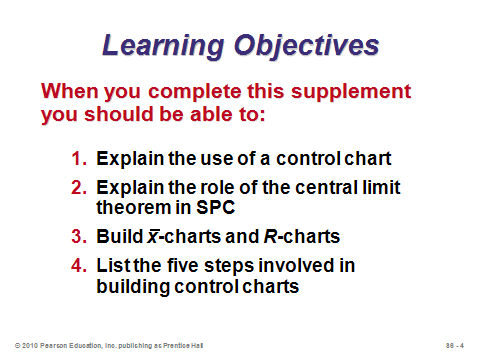 Learning Objectives
When you complete this supplement
you should be able to:
1. Explain the use of a control chart
2. Explain the role of the central limit
theorem in SPC
3. Build x̅-charts and R-charts
4. List the five steps involved in
building control charts
© 2010 Pearson Education, Inc. publishing as Prentice Hall
S6 - 4